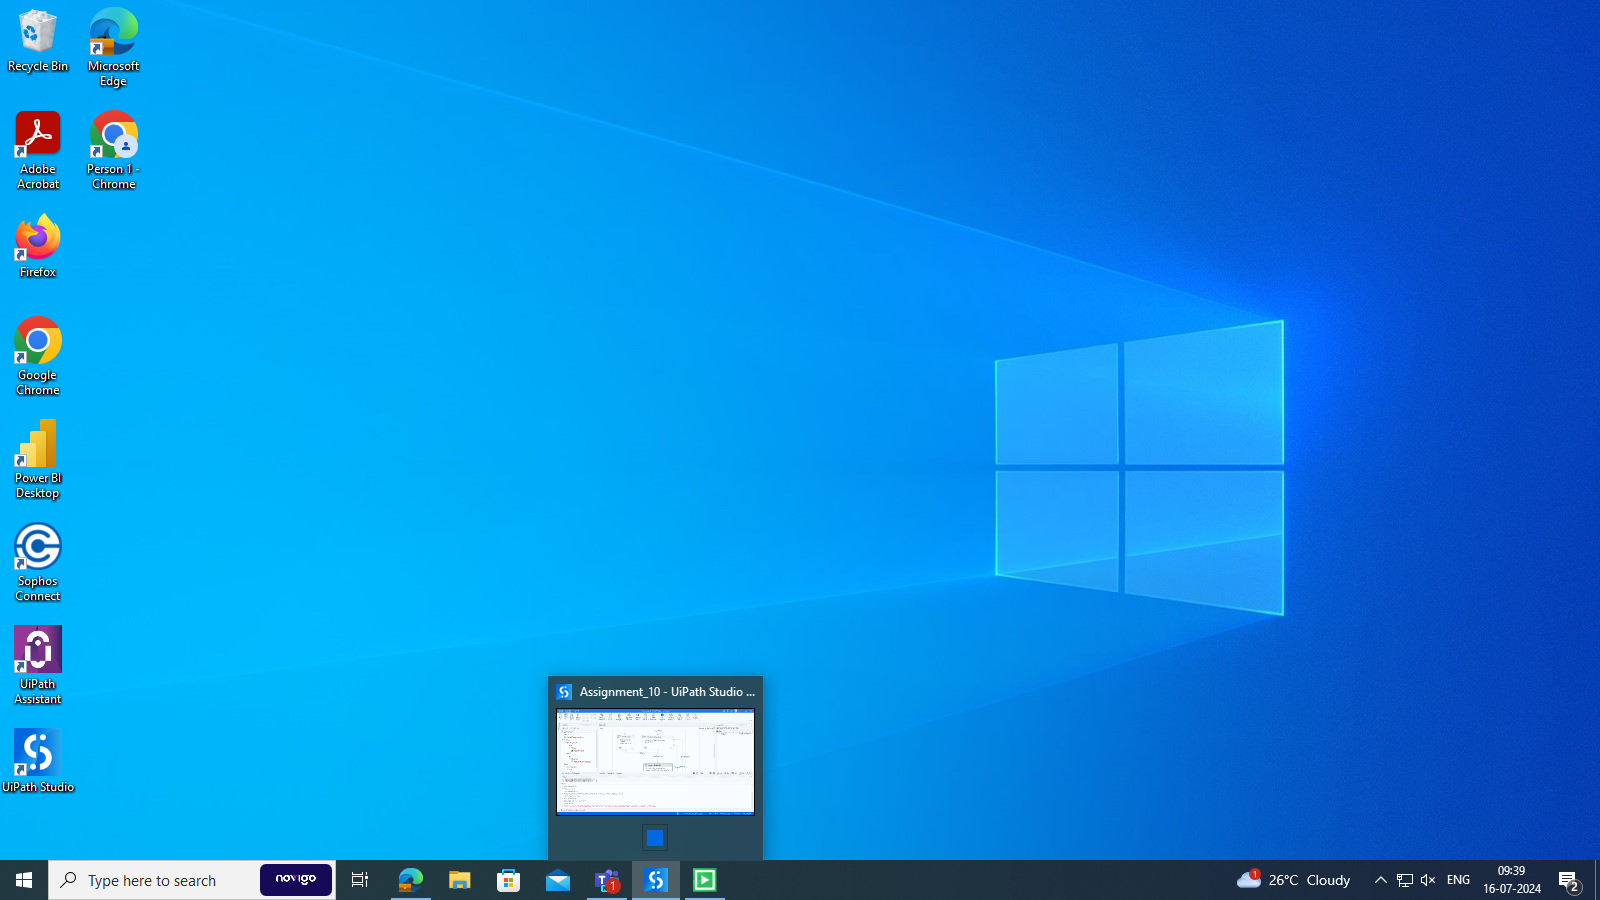 Recycle Bin
Microsoft
Edge
Adobe
Acrobat
Person 1 -
Chrome
Firefox
Google
Chrome
Power BI
Desktop
Sophos
Connect
UiPath
Assistant
UiPath Studio
Assignment_10 - UiPath Studio ...
Type here to search
novigo
1
1
26°C Cloudy
ENG
09:39
16-07-2024
2